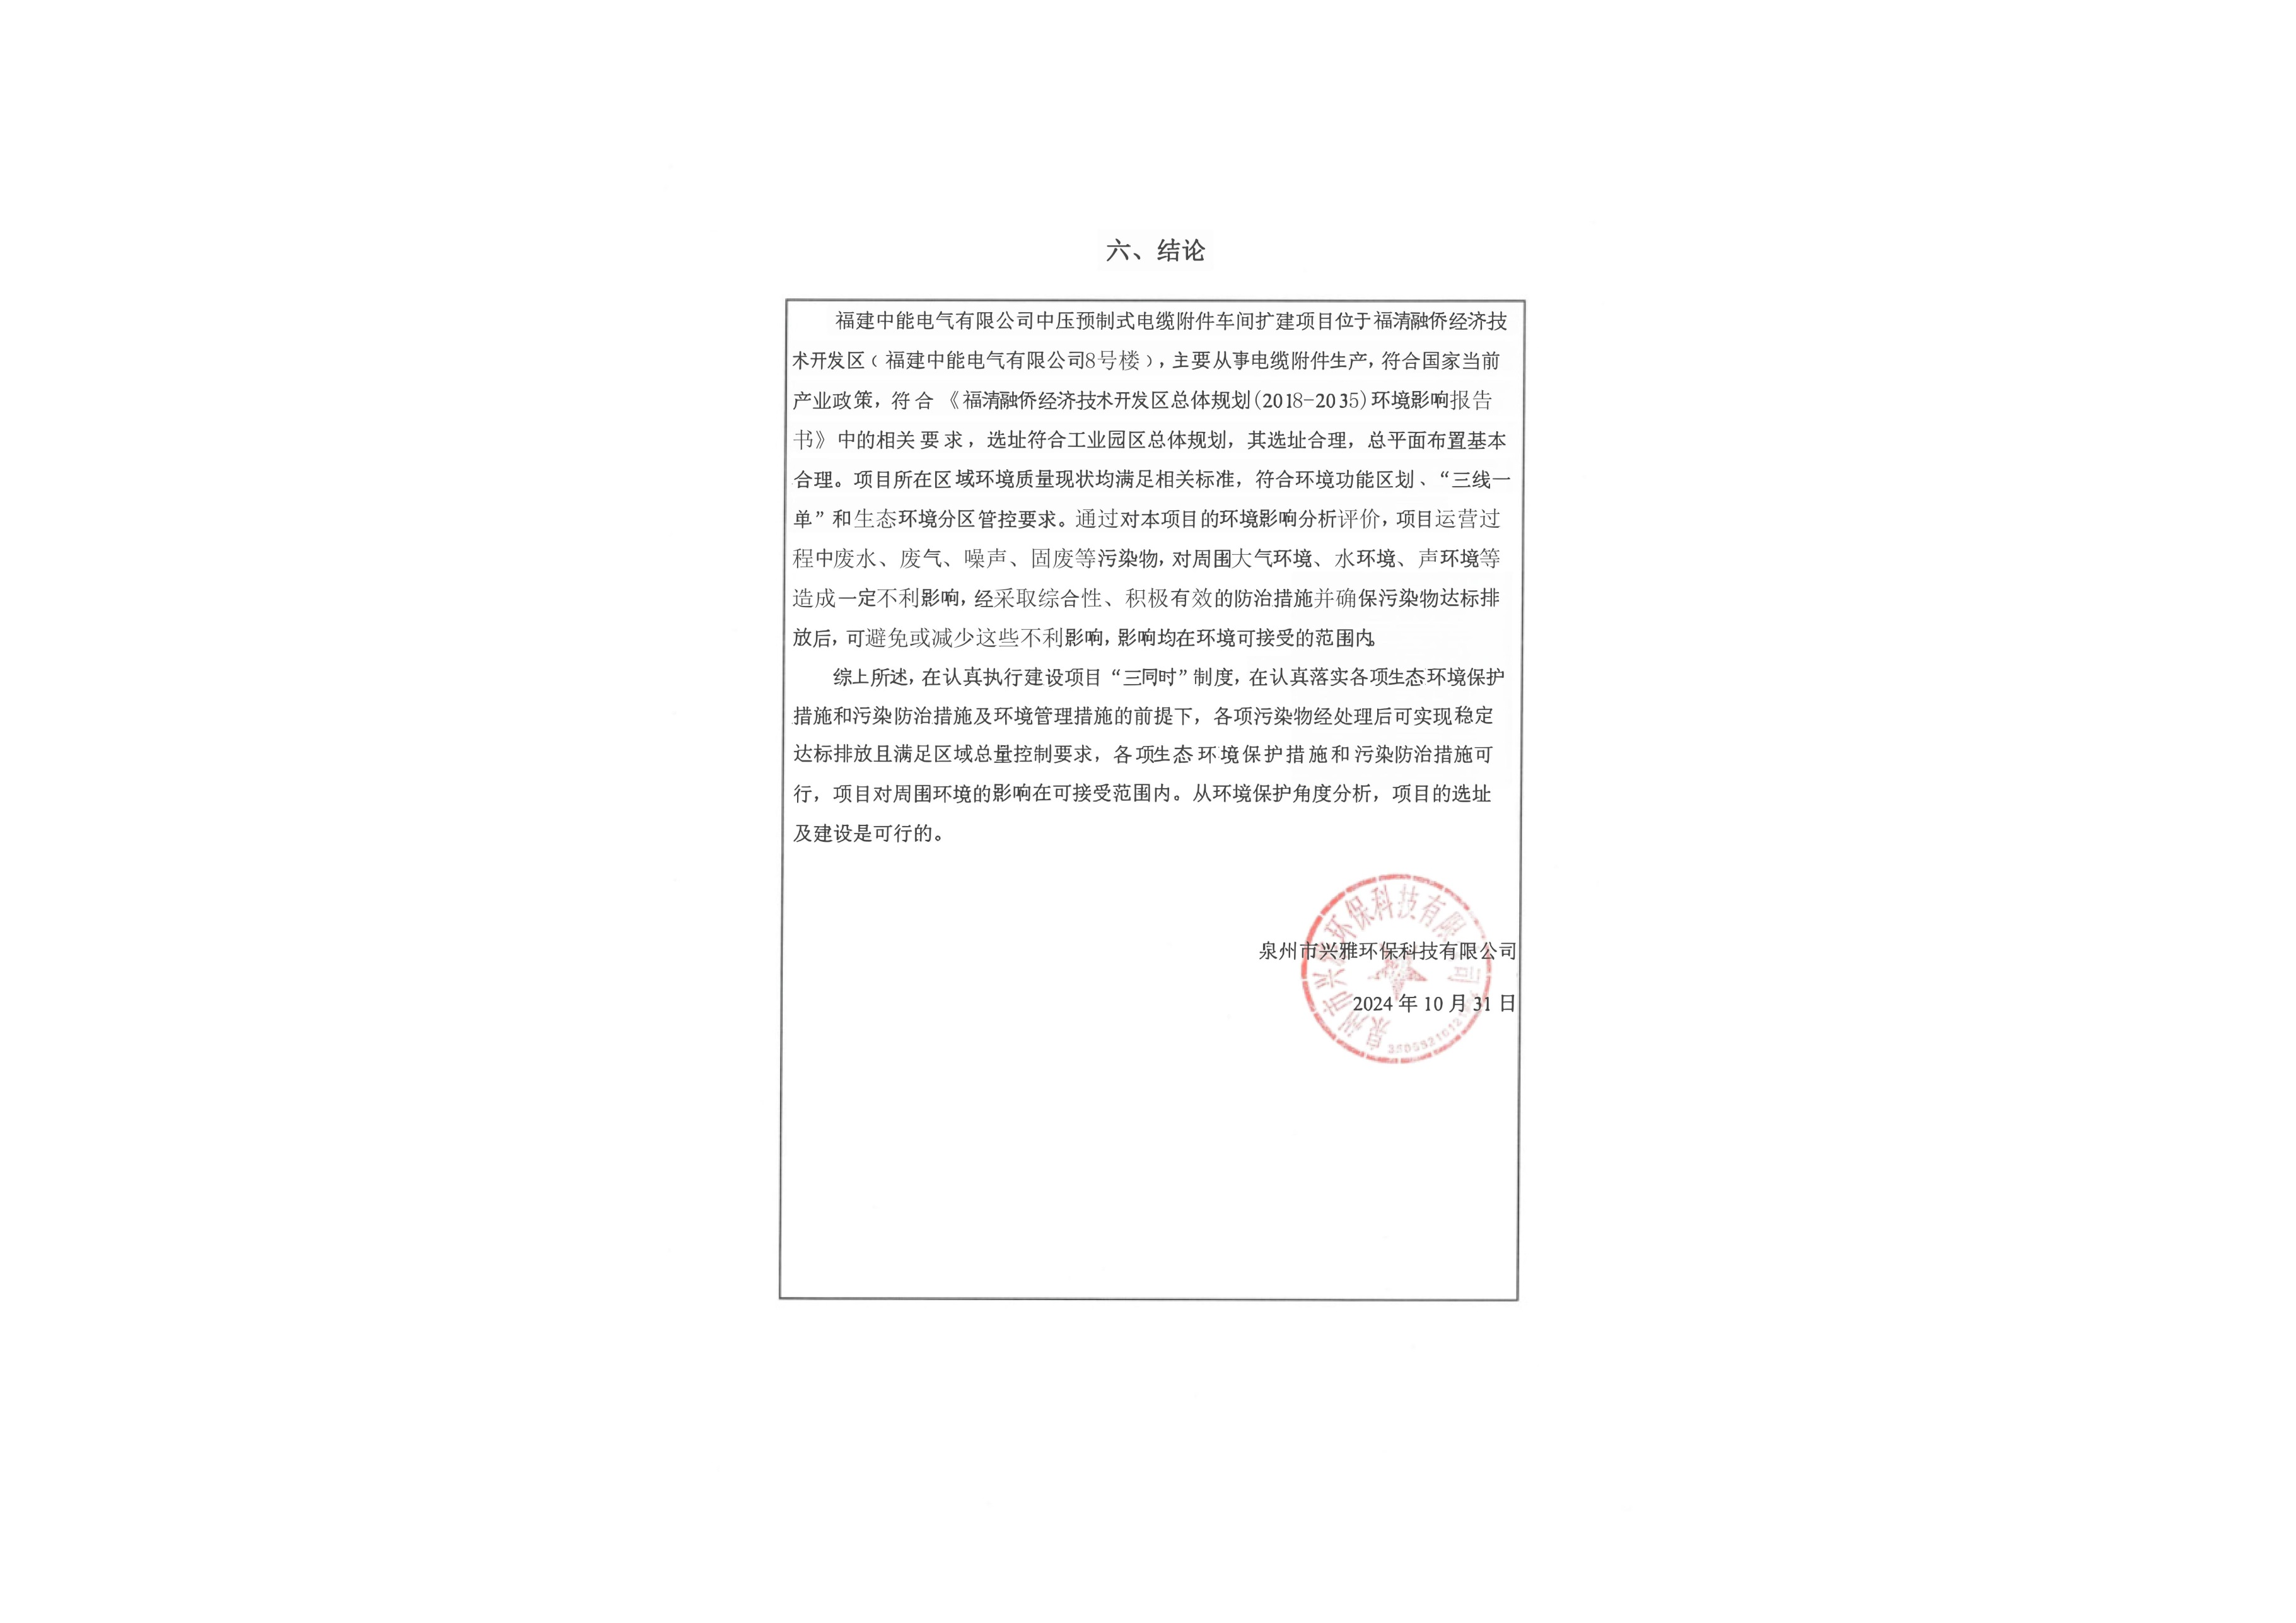 六、结论
福建中能电气有限公司中压预制式电缆附件车间扩建项目位于福清融侨经济技
术开发区（福建中能电气有限公司8号楼），主要从事电缆附件生产，符合国家当前
产业政策，符合《福清融侨经济技术开发区总体规划(2018-2035)环境影响报告
书》中的相关要求，选址符合工业园区总体规划，其选址合理，总平面布置基本
合理。项目所在区域环境质量现状均满足相关标准，符合环境功能区划、“三线一
单”和生态环境分区管控要求。通过对本项目的环境影响分析评价，项目运营过
程中废水、废气、噪声、固废等污染物，对周围大气环境、水环境、声环境等
造成一定不利影响，经采取综合性、积极有效的防治措施并确保污染物达标排
放后，可避免或减少这些不利影响，影响均在环境可接受的范围内。
综上所述，在认真执行建设项目“三同时”制度，在认真落实各项生态环境保护
措施和污染防治措施及环境管理措施的前提下，各项污染物经处理后可实现稳定
达标排放且满足区域总量控制要求，各项生态环境保护措施和污染防治措施可
行，项目对周围环境的影响在可接受范围内。从环境保护角度分析，项目的选址
及建设是可行的。
泉州市兴雅环保科技有限公司
2024 年 10 月 31 日